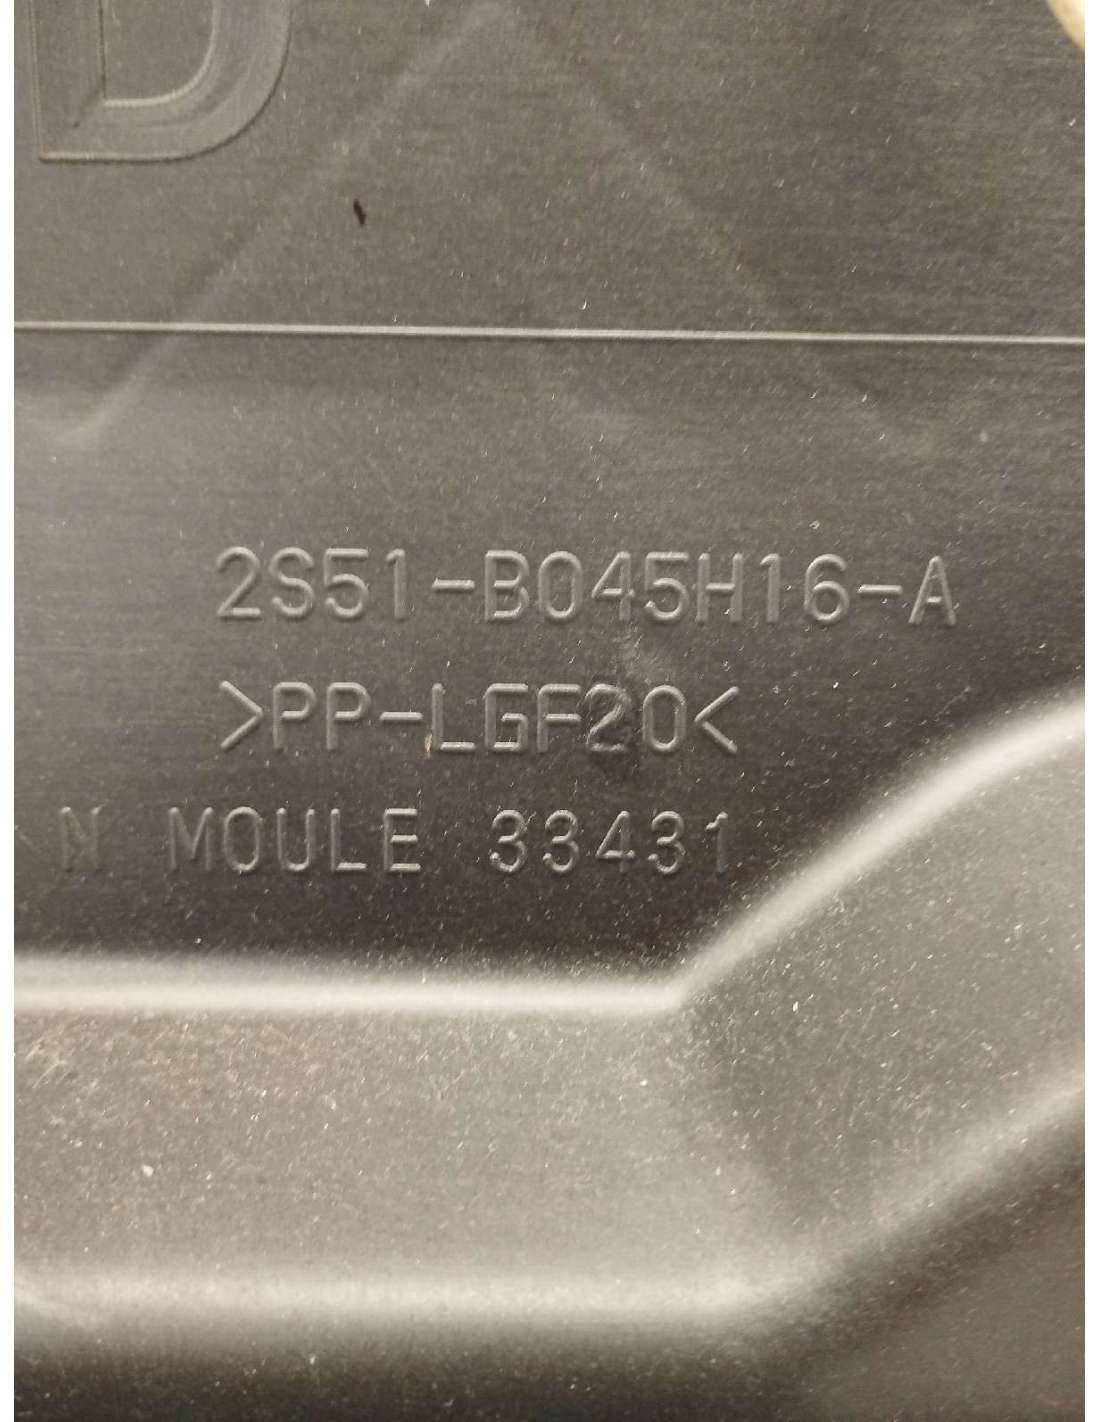 D
2S51-B045H16-A
>PP-LGF20<
N MOULE 33431